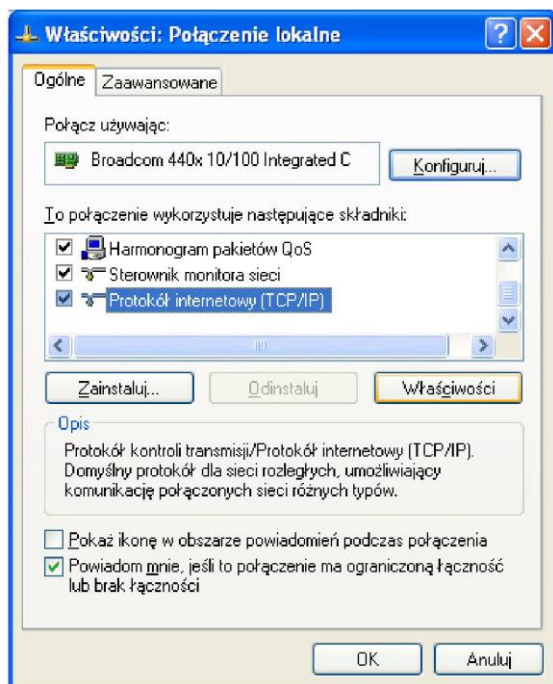 Właściwości: Połączenie lokalne
Ogólne Zaawansowane
Połącz używając:
Broadcom 440x 10/100 Integrated C
Konfiguruj...
To połączenie wykorzystuje następujące składniki:
Harmonogram pakietów QoS
Sterownik monitora sieci
Protokół internetowy (TCP/IP)
Zainstaluj... Odinstaluj Właściwości
Opis
Protokół kontroli transmisji/Protokół internetowy (TCP/IP).
Domyślny protokół dla sieci rozległych, umożliwiający
komunikację połączonych sieci różnych typów.
Pokaż ikonę w obszarze powiadomień podczas połączenia
Powiadom mnie, jeśli to połączenie ma ograniczoną łączność
lub brak łączności
OK Anuluj